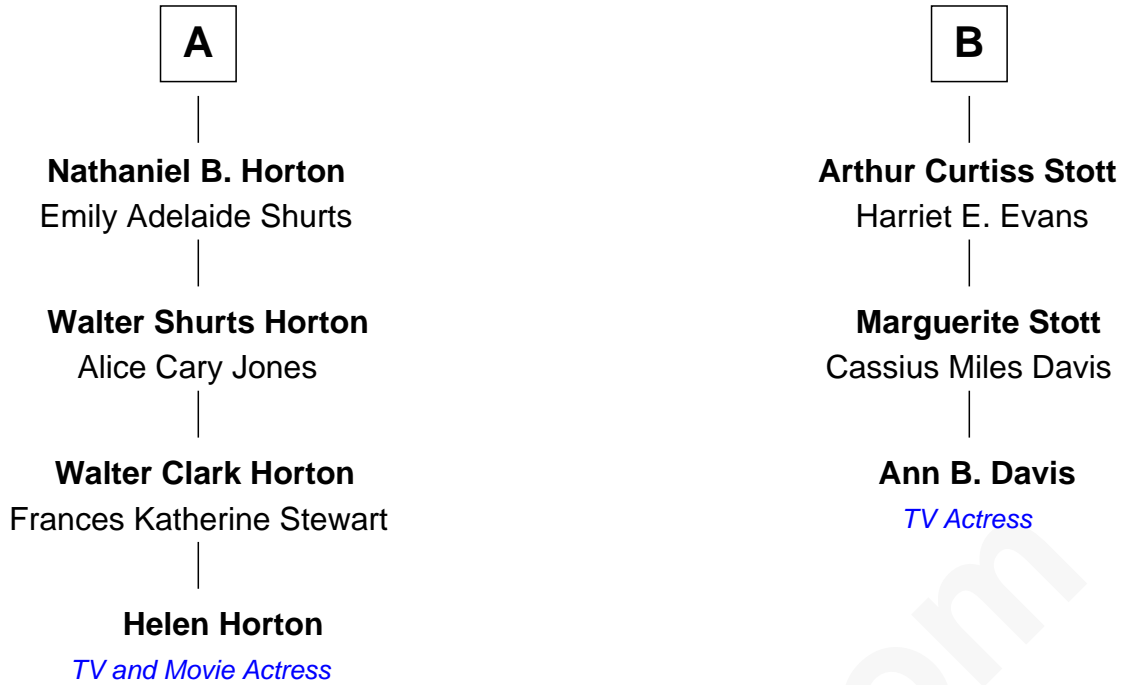 A
Nathaniel B. Horton
Emily Adelaide Shurts
Walter Shurts Horton
Alice Cary Jones
Walter Clark Horton
Frances Katherine Stewart
Helen Horton
TV and Movie Actress
B
Arthur Curtiss Stott
Harriet E. Evans
Marguerite Stott
Cassius Miles Davis
Ann B. Davis
TV Actress
om